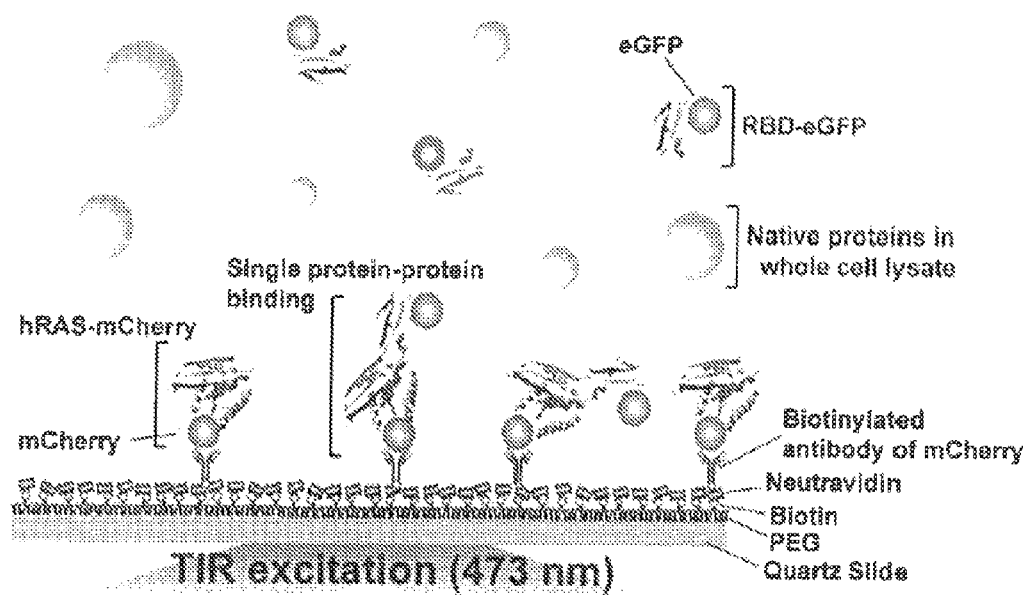 eGFP
RBD-eGFP
Native proteins in
whole cell lysate
Single protein-protein
binding
hRAS-mCherry
mCherry
Biotinylated
antibody of mCherry
Neutravidin
Biotin
PEG
Quartz Slide
TIR excitation (473 nm)